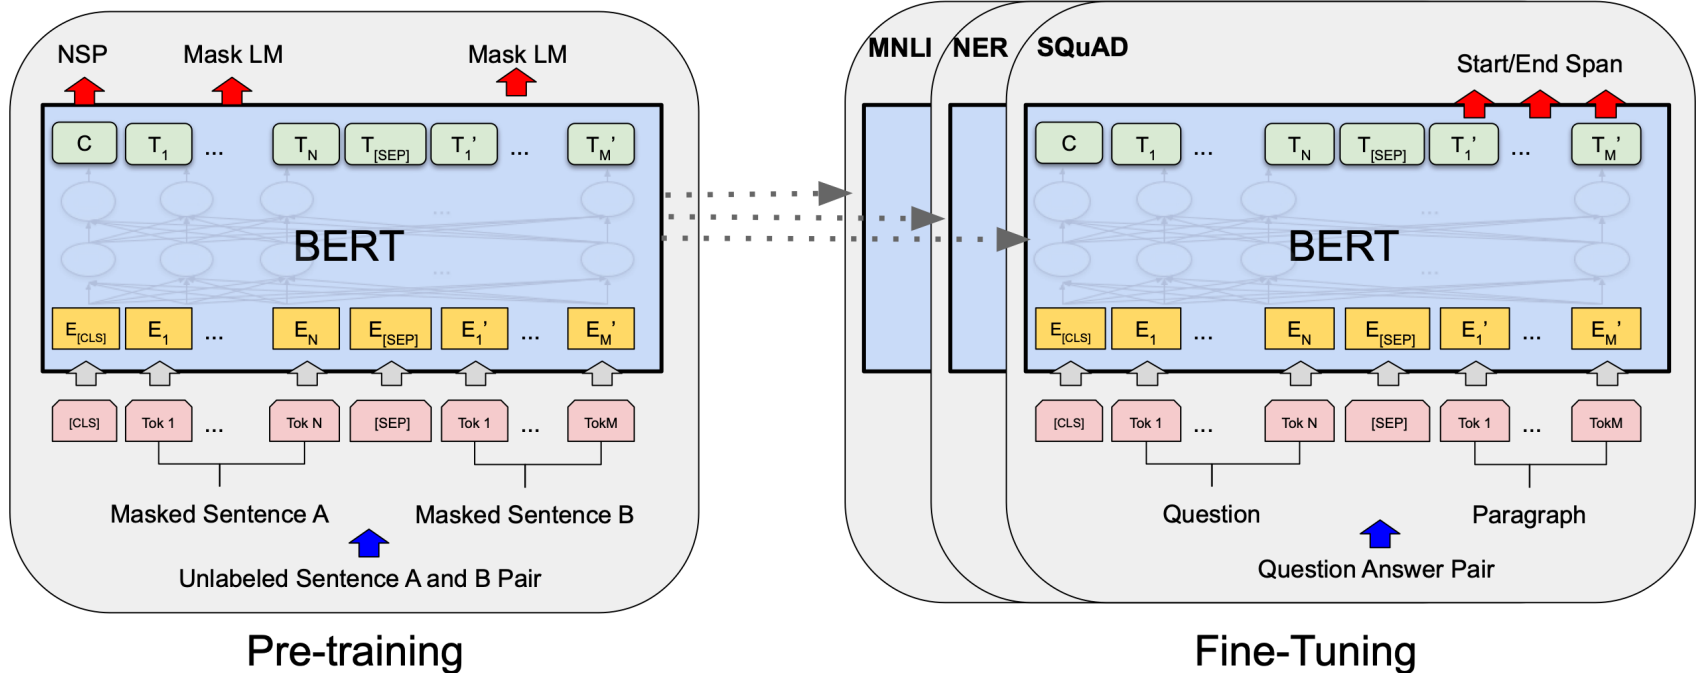 NSP Mask LM Mask LM
C T1 ... TN T[SEP] T1’ ... TM’
...
BERT
...
E[CLS] E1 ... EN E[SEP] E1’ ... EM’
[CLS] Tok 1 ... Tok N [SEP] Tok 1 ... TokM
Masked Sentence A Masked Sentence B
Unlabeled Sentence A and B Pair
Pre-training
MNLI NER SQuAD
Start/End Span
C T1 ... TN T[SEP] T1’ ... TM’
...
BERT
...
E[CLS] E1 ... EN E[SEP] E1’ ... EM’
[CLS] Tok 1 ... Tok N [SEP] Tok 1 ... TokM
Question Paragraph
Question Answer Pair
Fine-Tuning